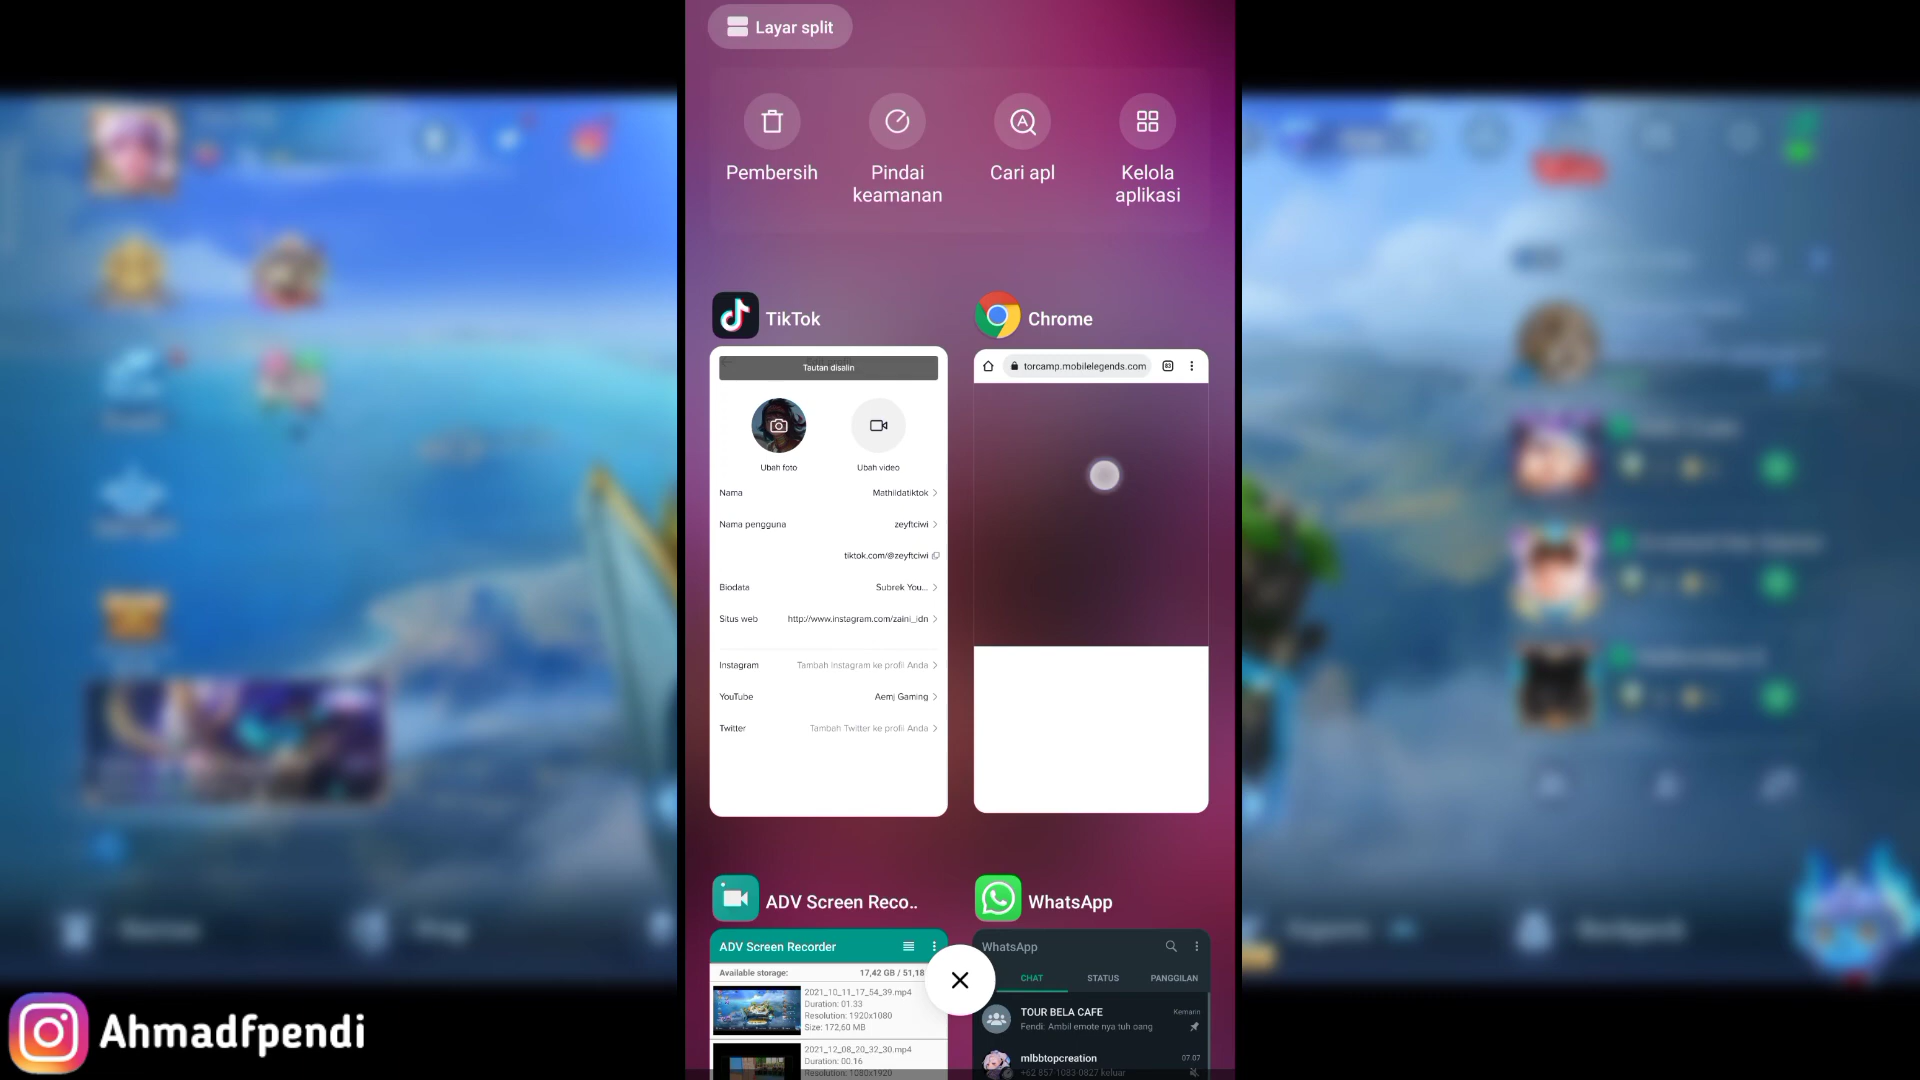 Layar split
Pembersih
Pindai
keamanan
Cari apl
Kelola
aplikasi
TikTok
Chrome
Tautan disalin
torcamp.mobilelegends.com
83
Ubah foto
Ubah video
Nama
Mathildatiktok
Nama pengguna
zeyftciwi
tiktok.com/@zeyftciwi
Biodata
Subrek You...
Situs web
http://www.instagram.com/zaini_idn
Instagram
Tambah Instagram ke profil Anda
YouTube
Aemj Gaming
Twitter
Tambah Twitter ke profil Anda
ADV Screen Reco..
WhatsApp
ADV Screen Recorder
Available storage:
17,42 GB / 51,18
2021_10_11_17_54_39.mp4
Duration: 01.33
Resolution: 1920x1080
Size: 172,60 MB
2021_12_08_20_32_30.mp4
Duration: 00.16
Resolution: 1080x1920
WhatsApp
CHAT
STATUS
PANGGILAN
TOUR BELA CAFE
Kemarin
Fendi: Ambil emote nya tuh oang
mlbbtopcreation
07.07
+62 857-1083-0827 keluar
Ahmadfpendi